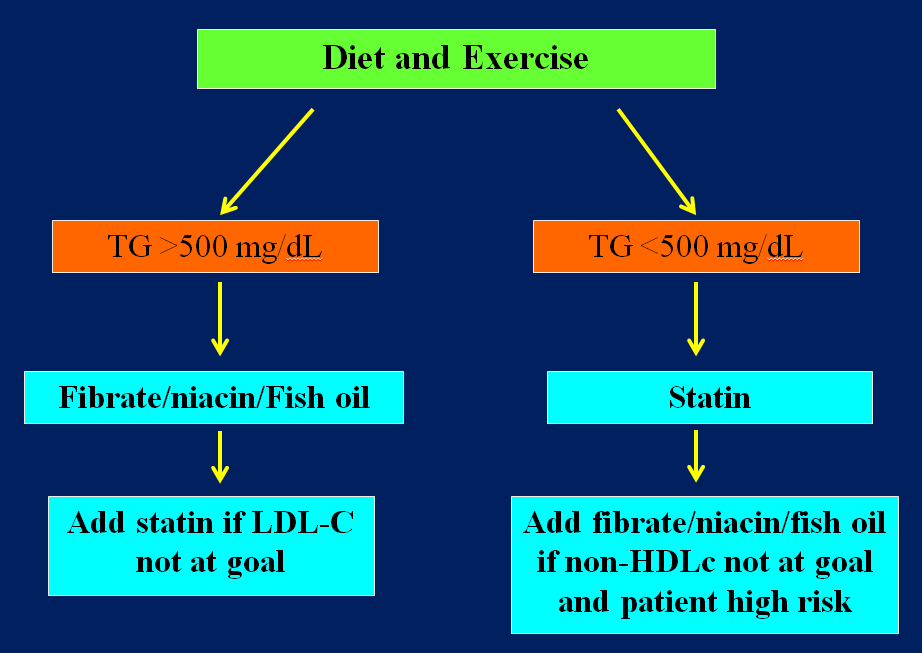 Diet and Exercise
TG >500 mg/dL
TG <500 mg/dL
Fibrate/niacin/Fish oil
Statin
Add statin if LDL-C
not at goal
Add fibrate/niacin/fish oil
if non-HDLc not at goal
and patient high risk